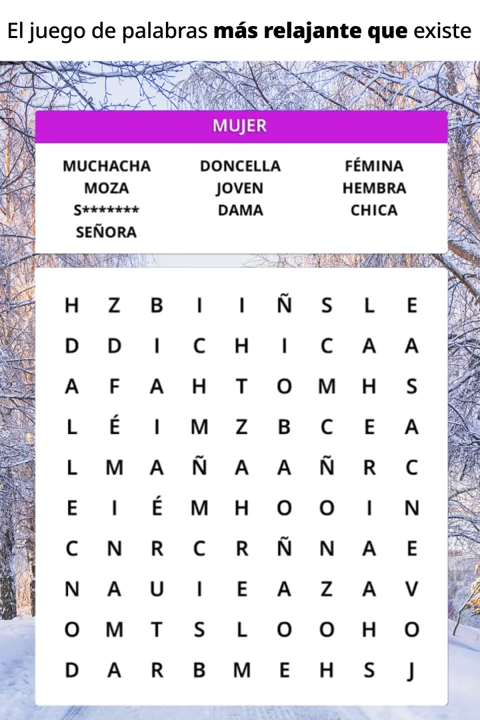 El juego de palabras más relajante que existe
MUJER
MUCHACHA DONCELLA FÉMINA
MOZA JOVEN HEMBRA
S******* DAMA CHICA
SEÑORA
H Z B I I Ñ S L E
D D I C H I C A A
A F A H T O M H S
L É I M Z B C E A
L M A Ñ A A Ñ R C
E I É M H O O I N
C N R C R Ñ N A E
N A U I E A Z A V
O M T S L O O H O
D A R B M E H S J